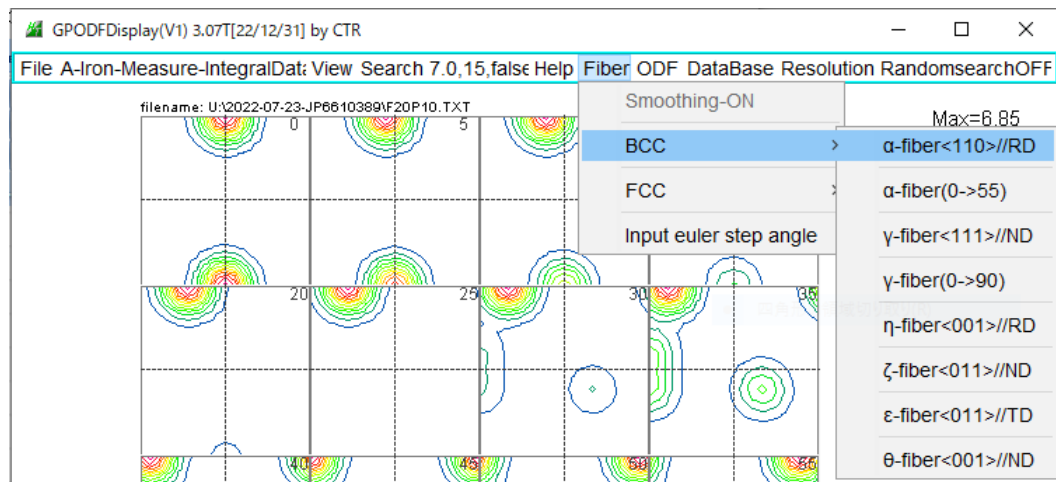 GPODFDisplay(V1) 3.07T[22/12/31] by CTR
File A-Iron-Measure-IntegralData View Search 7.0,15,false Help Fiber ODF DataBase Resolution RandomsearchOFF
filename: U:\2022-07-23-JP6610389\F20P10.TXT
Max=6.85
0 5
20 25 30 35
40 45 50 55
Smoothing-ON
BCC
FCC
Input euler step angle
α-fiber<110>//RD
α-fiber(0->55)
γ-fiber<111>//ND
γ-fiber(0->90)
η-fiber<001>//RD
ζ-fiber<011>//ND
ε-fiber<011>//TD
θ-fiber<001>//ND